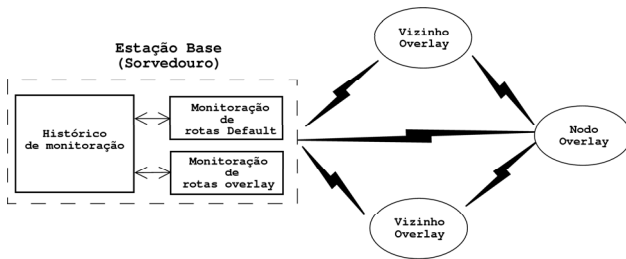 Estação Base
(Sorvedouro)
Histórico
de monitoração
Monitoração
de
rotas Default
Monitoração
de
rotas overlay
Vizinho
Overlay
Nodo
Overlay
Vizinho
Overlay